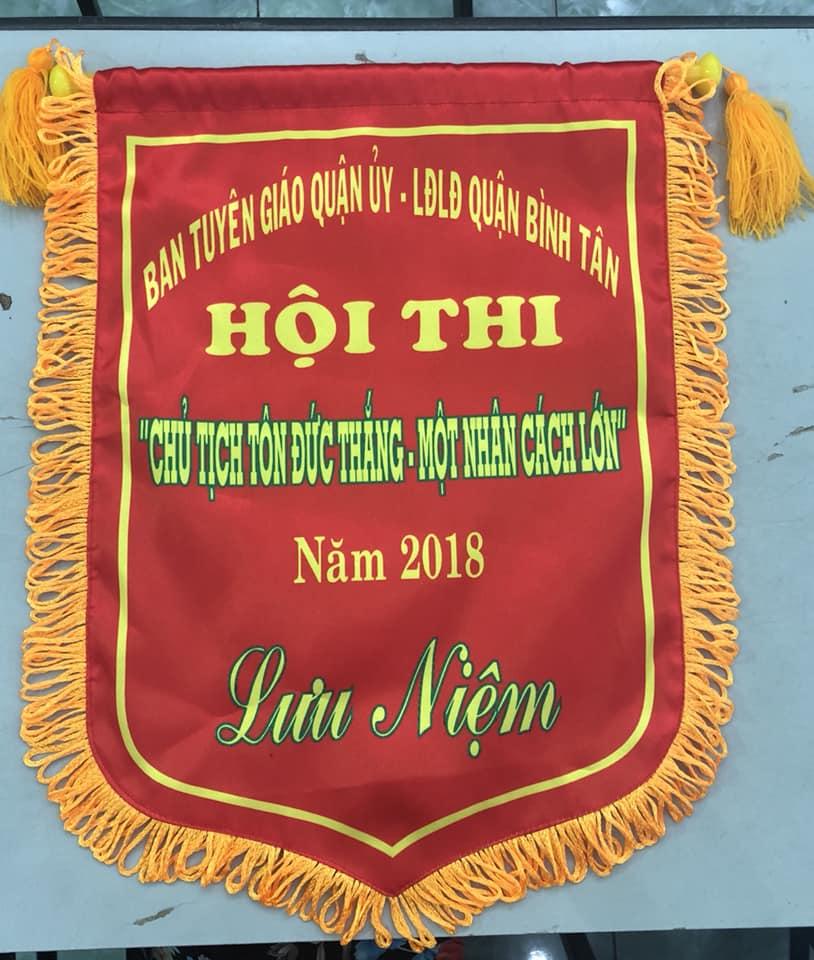 BAN TUYÊN GIÁO QUẬN ỦY - LĐLĐ QUẬN BÌNH TÂN
HỘI THI
"CHỦ TỊCH TÔN ĐỨC THẮNG - MỘT NHÂN CÁCH LỚN"
Năm 2018
Lưu Niệm